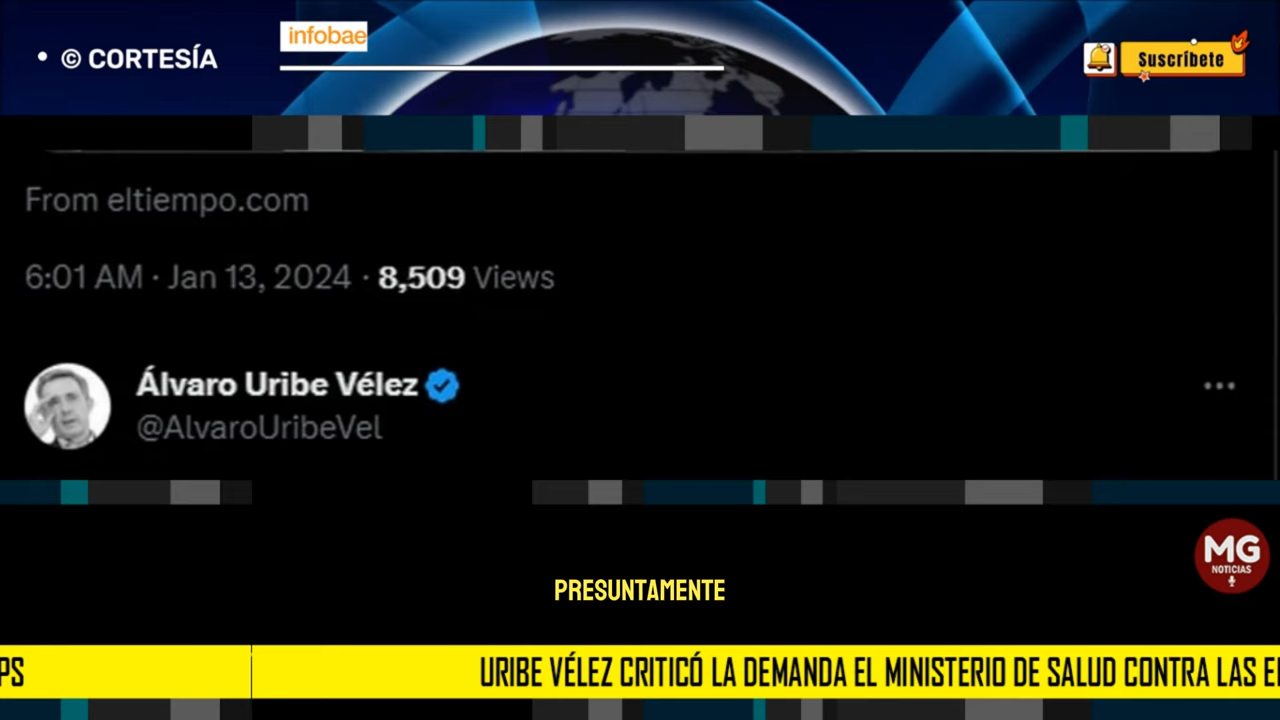 • © CORTESÍA
infobae
Suscríbete
From eltiempo.com
6:01 AM · Jan 13, 2024 · 8,509 Views
Álvaro Uribe Vélez
@AlvaroUribeVel
MG
NOTICIAS
PRESUNTAMENTE
PS
URIBE VÉLEZ CRITICÓ LA DEMANDA EL MINISTERIO DE SALUD CONTRA LAS